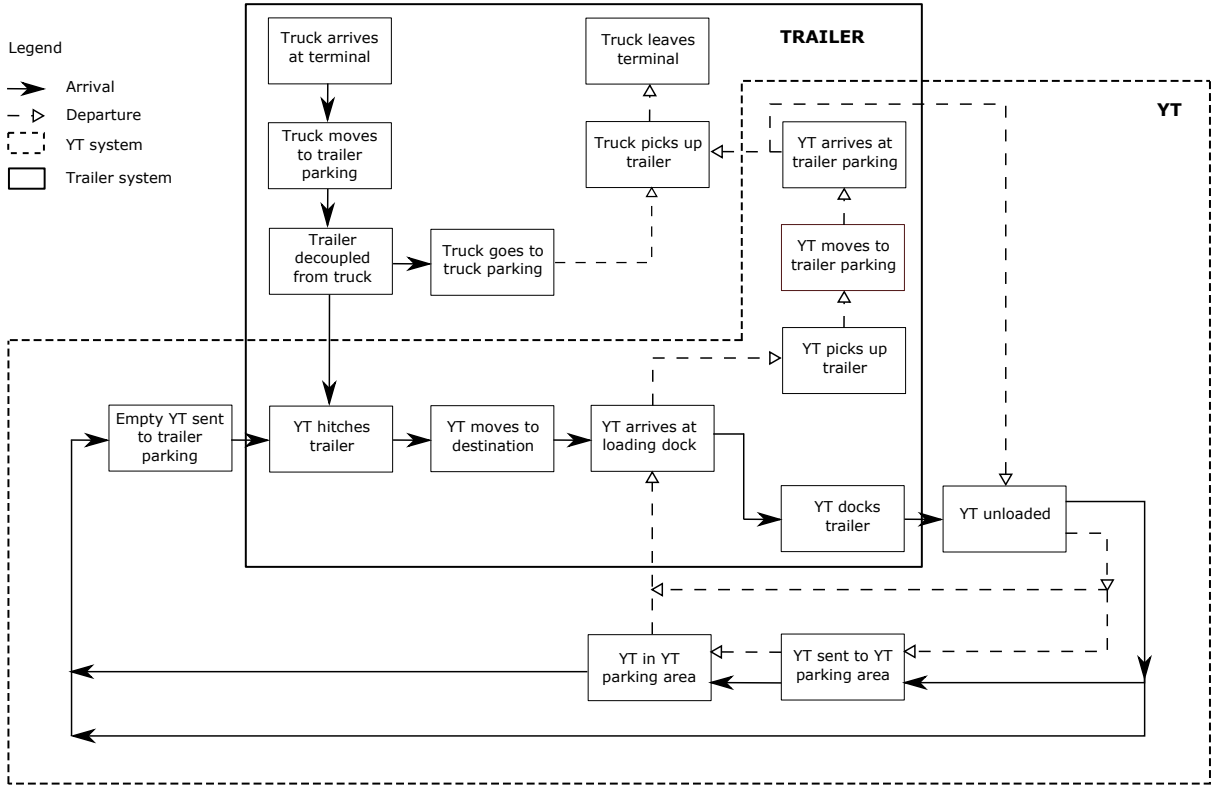 Legend
Arrival
Departure
YT system
Trailer system
TRAILER
YT
Truck arrives
at terminal
Truck leaves
terminal
Truck moves
to trailer
parking
Truck picks up
trailer
YT arrives at
trailer parking
Trailer
decoupled
from truck
Truck goes to
truck parking
YT moves to
trailer parking
YT picks up
trailer
Empty YT sent
to trailer
parking
YT hitches
trailer
YT moves to
destination
YT arrives at
loading dock
YT docks
trailer
YT unloaded
YT in YT
parking area
YT sent to YT
parking area